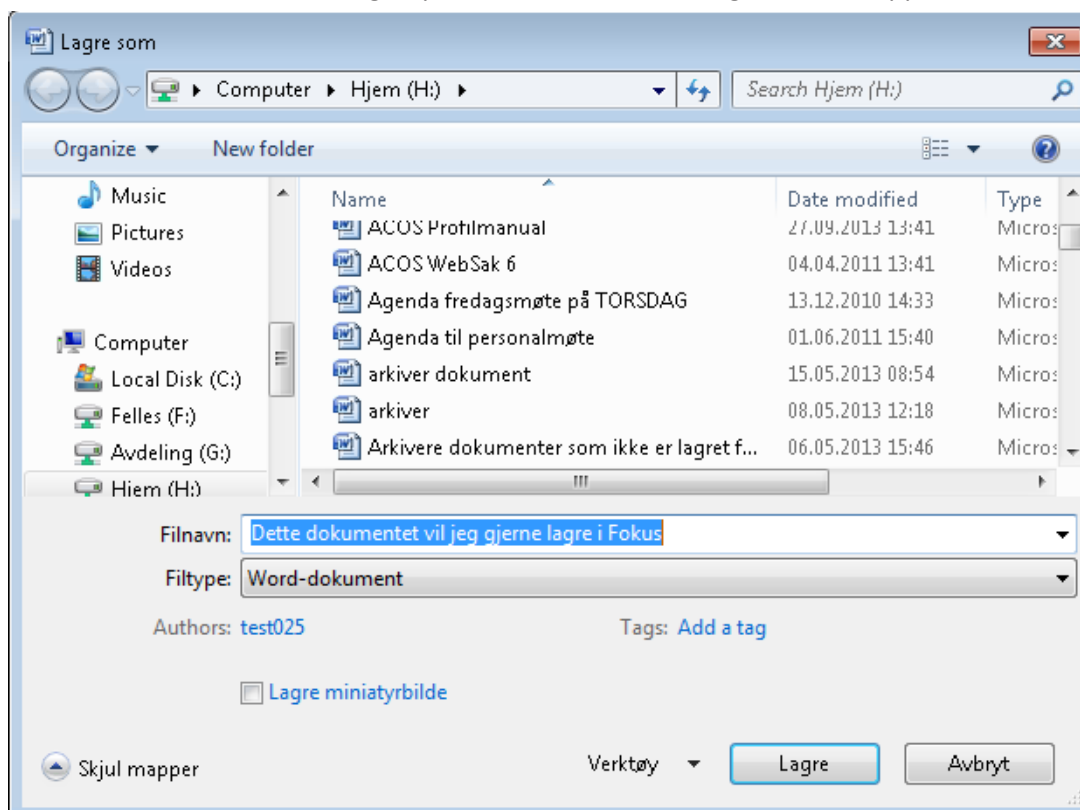 Lagre som
Computer Hjem (H:) Search Hjem (H:)
Organize New folder
Music
Pictures
Videos
Computer
Local Disk (C:)
Felles (F:)
Avdeling (G:)
Hjem (H:)
Name Date modified Type
ACOS Profilmanual 27.09.2013 13:41 Micros
ACOS WebSak 6 04.04.2011 13:41 Micros
Agenda fredagsmøte på TORSDAG 13.12.2010 14:33 Micros
Agenda til personalmøte 01.06.2011 15:40 Micros
arkiver dokument 15.05.2013 08:54 Micros
arkiver 08.05.2013 12:18 Micros
Arkivere dokumenter som ikke er lagret f... 06.05.2013 15:46 Micros
Filnavn: Dette dokumentet vil jeg gjerne lagre i Fokus
Filtype: Word-dokument
Authors: test025 Tags: Add a tag
Lagre miniatyrbilde
Skjul mapper Verktøy Lagre Avbryt